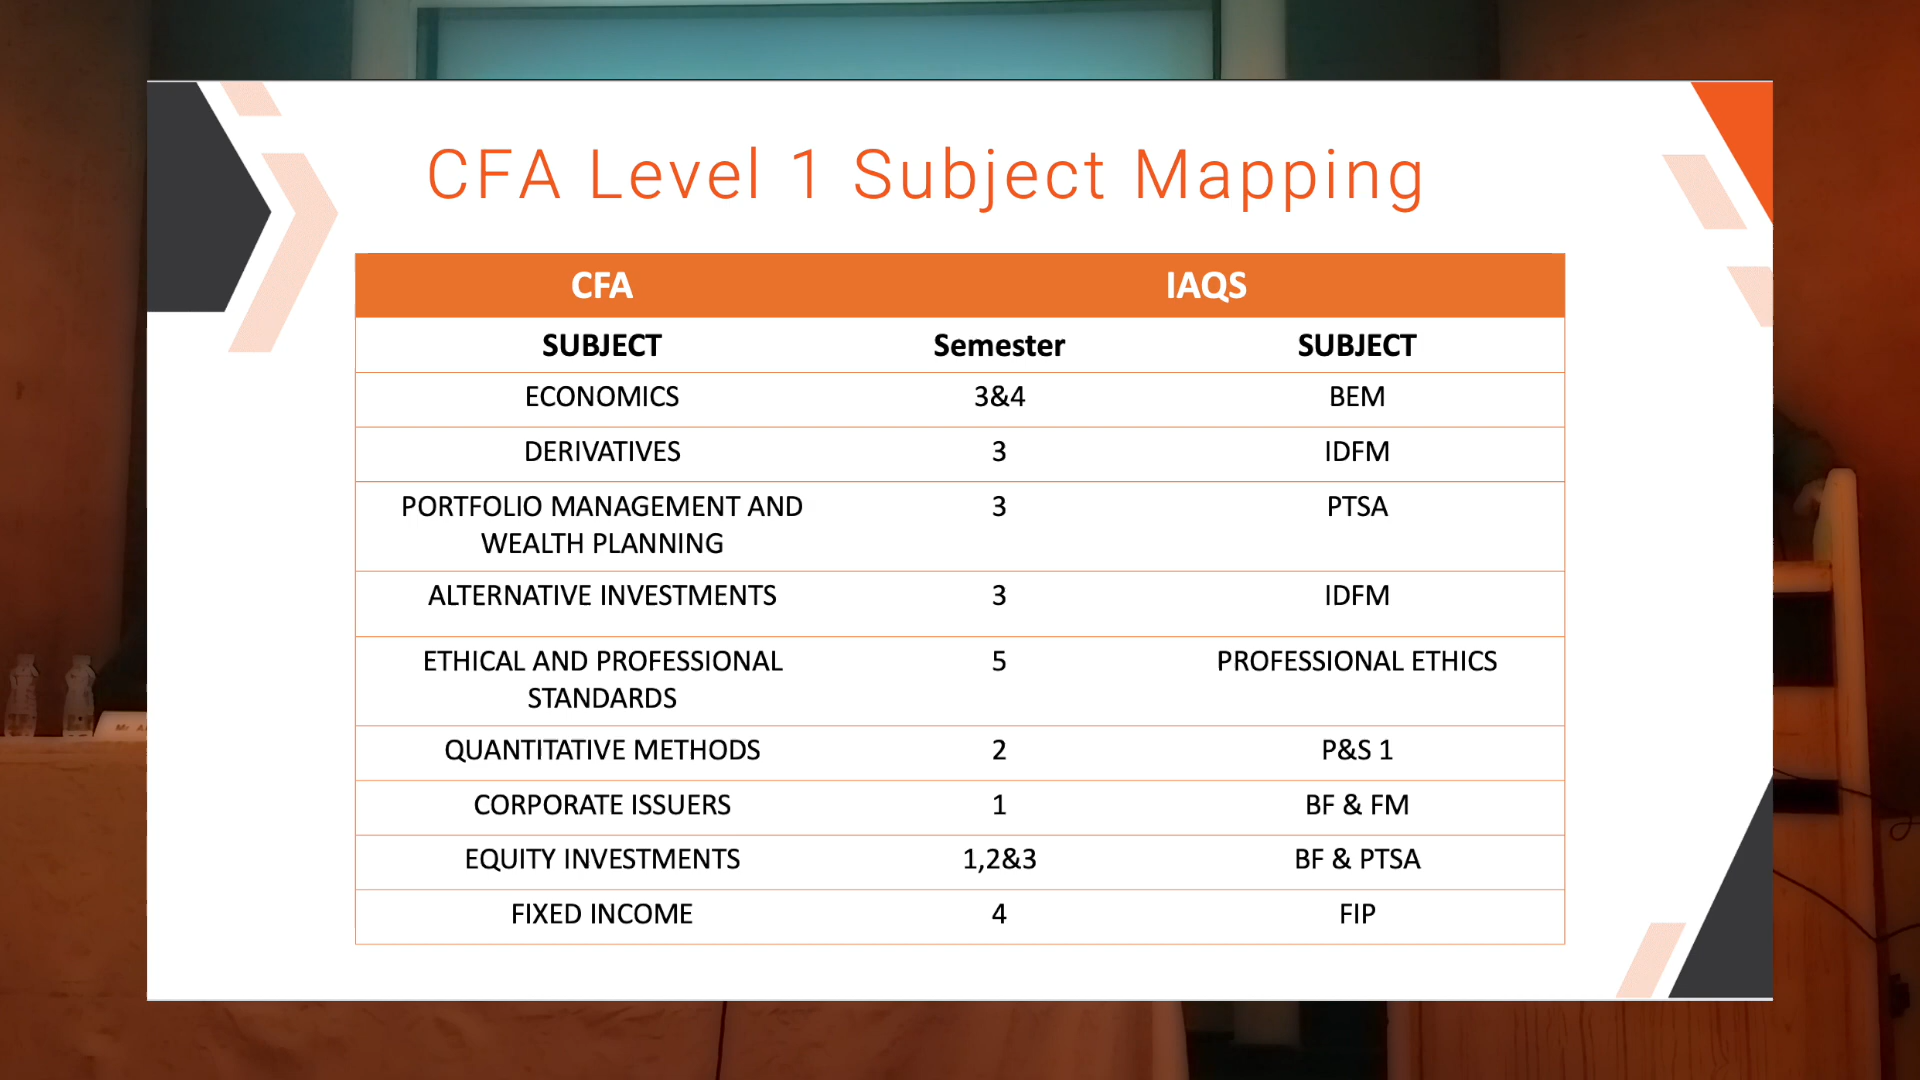 CFA Level 1 Subject Mapping
CFA IAQS
SUBJECT Semester SUBJECT
ECONOMICS 3&4 BEM
DERIVATIVES 3 IDFM
PORTFOLIO MANAGEMENT AND 3 PTSA
WEALTH PLANNING
ALTERNATIVE INVESTMENTS 3 IDFM
ETHICAL AND PROFESSIONAL 5 PROFESSIONAL ETHICS
STANDARDS
QUANTITATIVE METHODS 2 P&S 1
CORPORATE ISSUERS 1 BF & FM
EQUITY INVESTMENTS 1,2&3 BF & PTSA
FIXED INCOME 4 FIP
Mr.